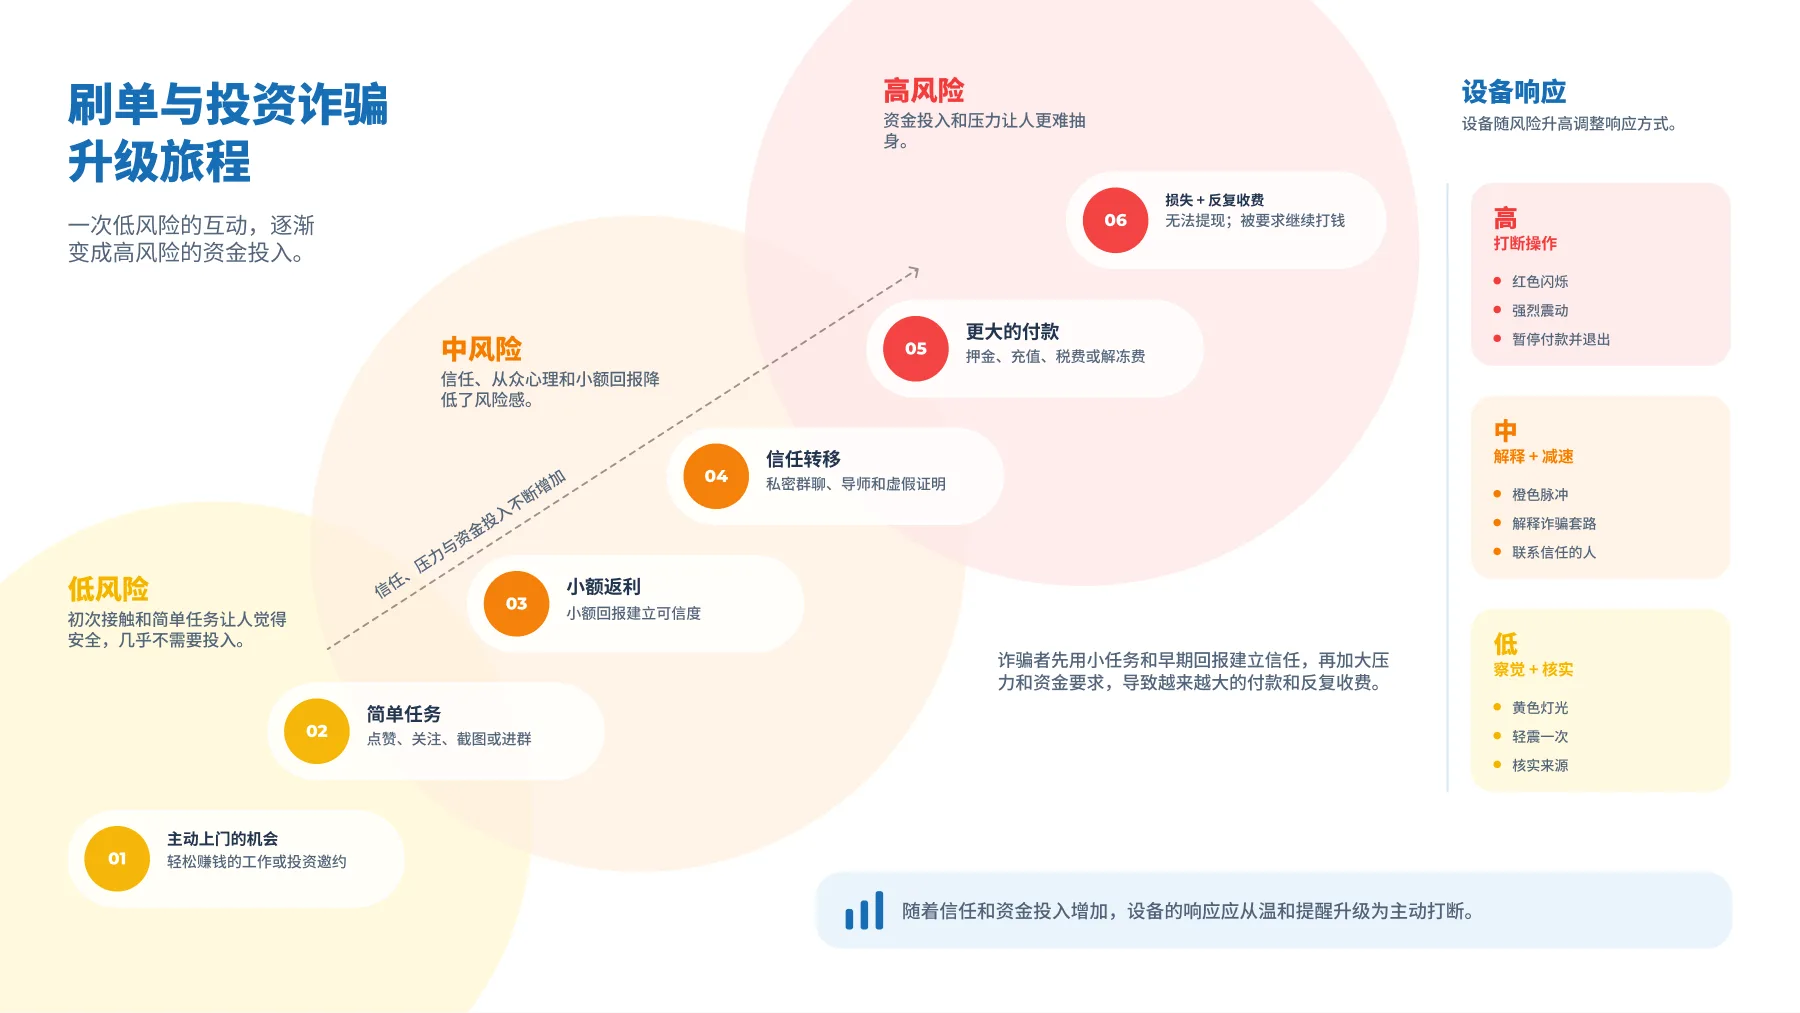 刷单与投资诈骗
升级旅程
一次低风险的互动，逐渐
变成高风险的资金投入。
高风险
资金投入和压力让人更难抽
身。
06
损失 + 反复收费
无法提现；被要求继续打钱
05
更大的付款
押金、充值、税费或解冻费
中风险
信任、从众心理和小额回报降
低了风险感。
04
信任转移
私密群聊、导师和虚假证明
信任、压力与资金投入不断增加
03
小额返利
小额回报建立可信度
低风险
初次接触和简单任务让人觉得
安全，几乎不需要投入。
02
简单任务
点赞、关注、截图或进群
01
主动上门的机会
轻松赚钱的工作或投资邀约
诈骗者先用小任务和早期回报建立信任，再加大压
力和资金要求，导致越来越大的付款和反复收费。
设备响应
设备随风险升高调整响应方式。
高
打断操作
红色闪烁
强烈震动
暂停付款并退出
中
解释 + 减速
橙色脉冲
解释诈骗套路
联系信任的人
低
察觉 + 核实
黄色灯光
轻震一次
核实来源
随着信任和资金投入增加，设备的响应应从温和提醒升级为主动打断。